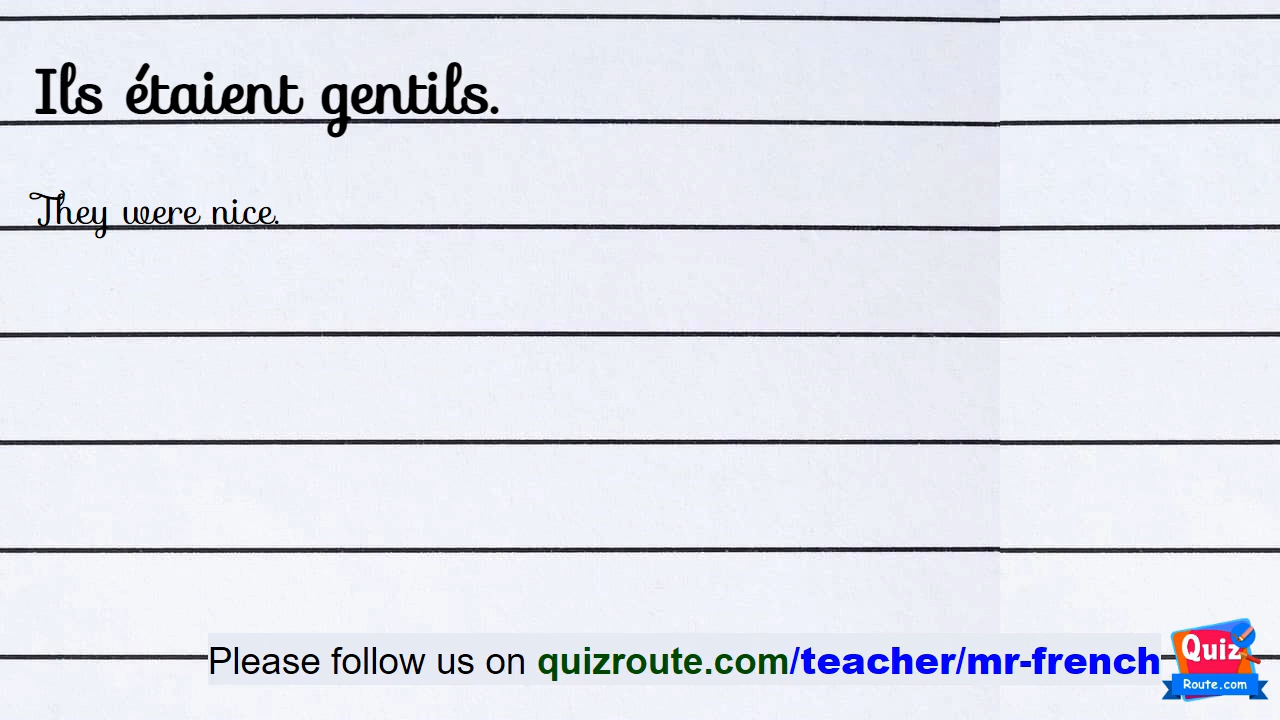 Ils étaient gentils.
They were nice.
Please follow us on quizroute.com/teacher/mr-french
Quiz
Route.com